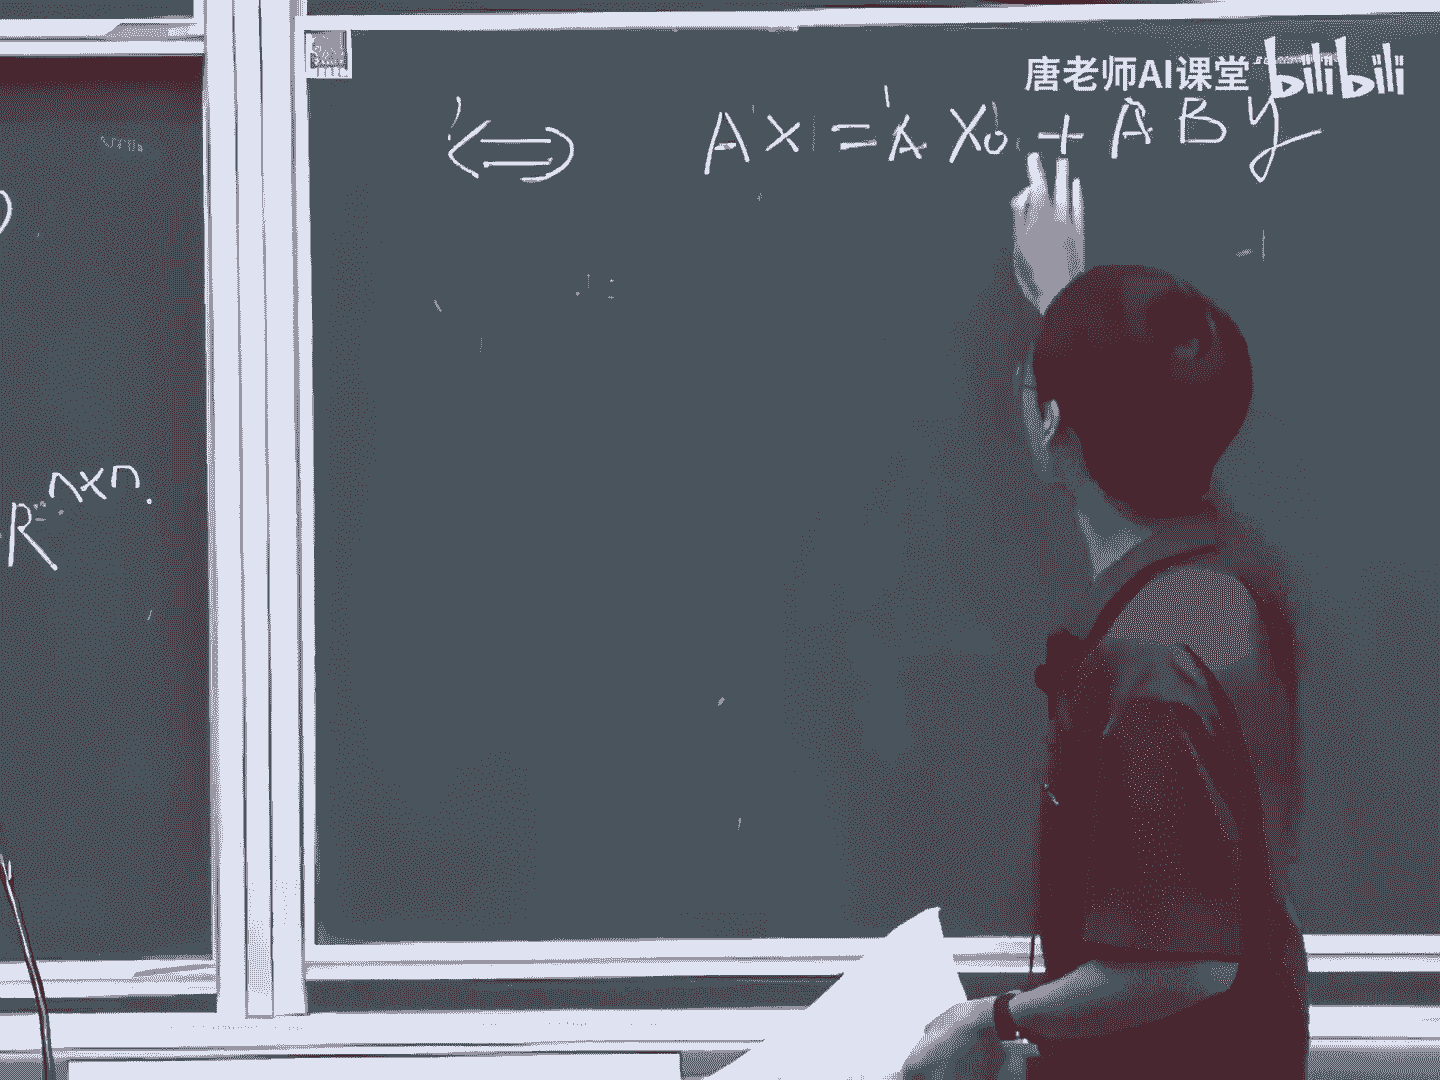 唐老师AI课堂 bilibili
⟺ AX = AX₀ + ABy
R^{n×n}.